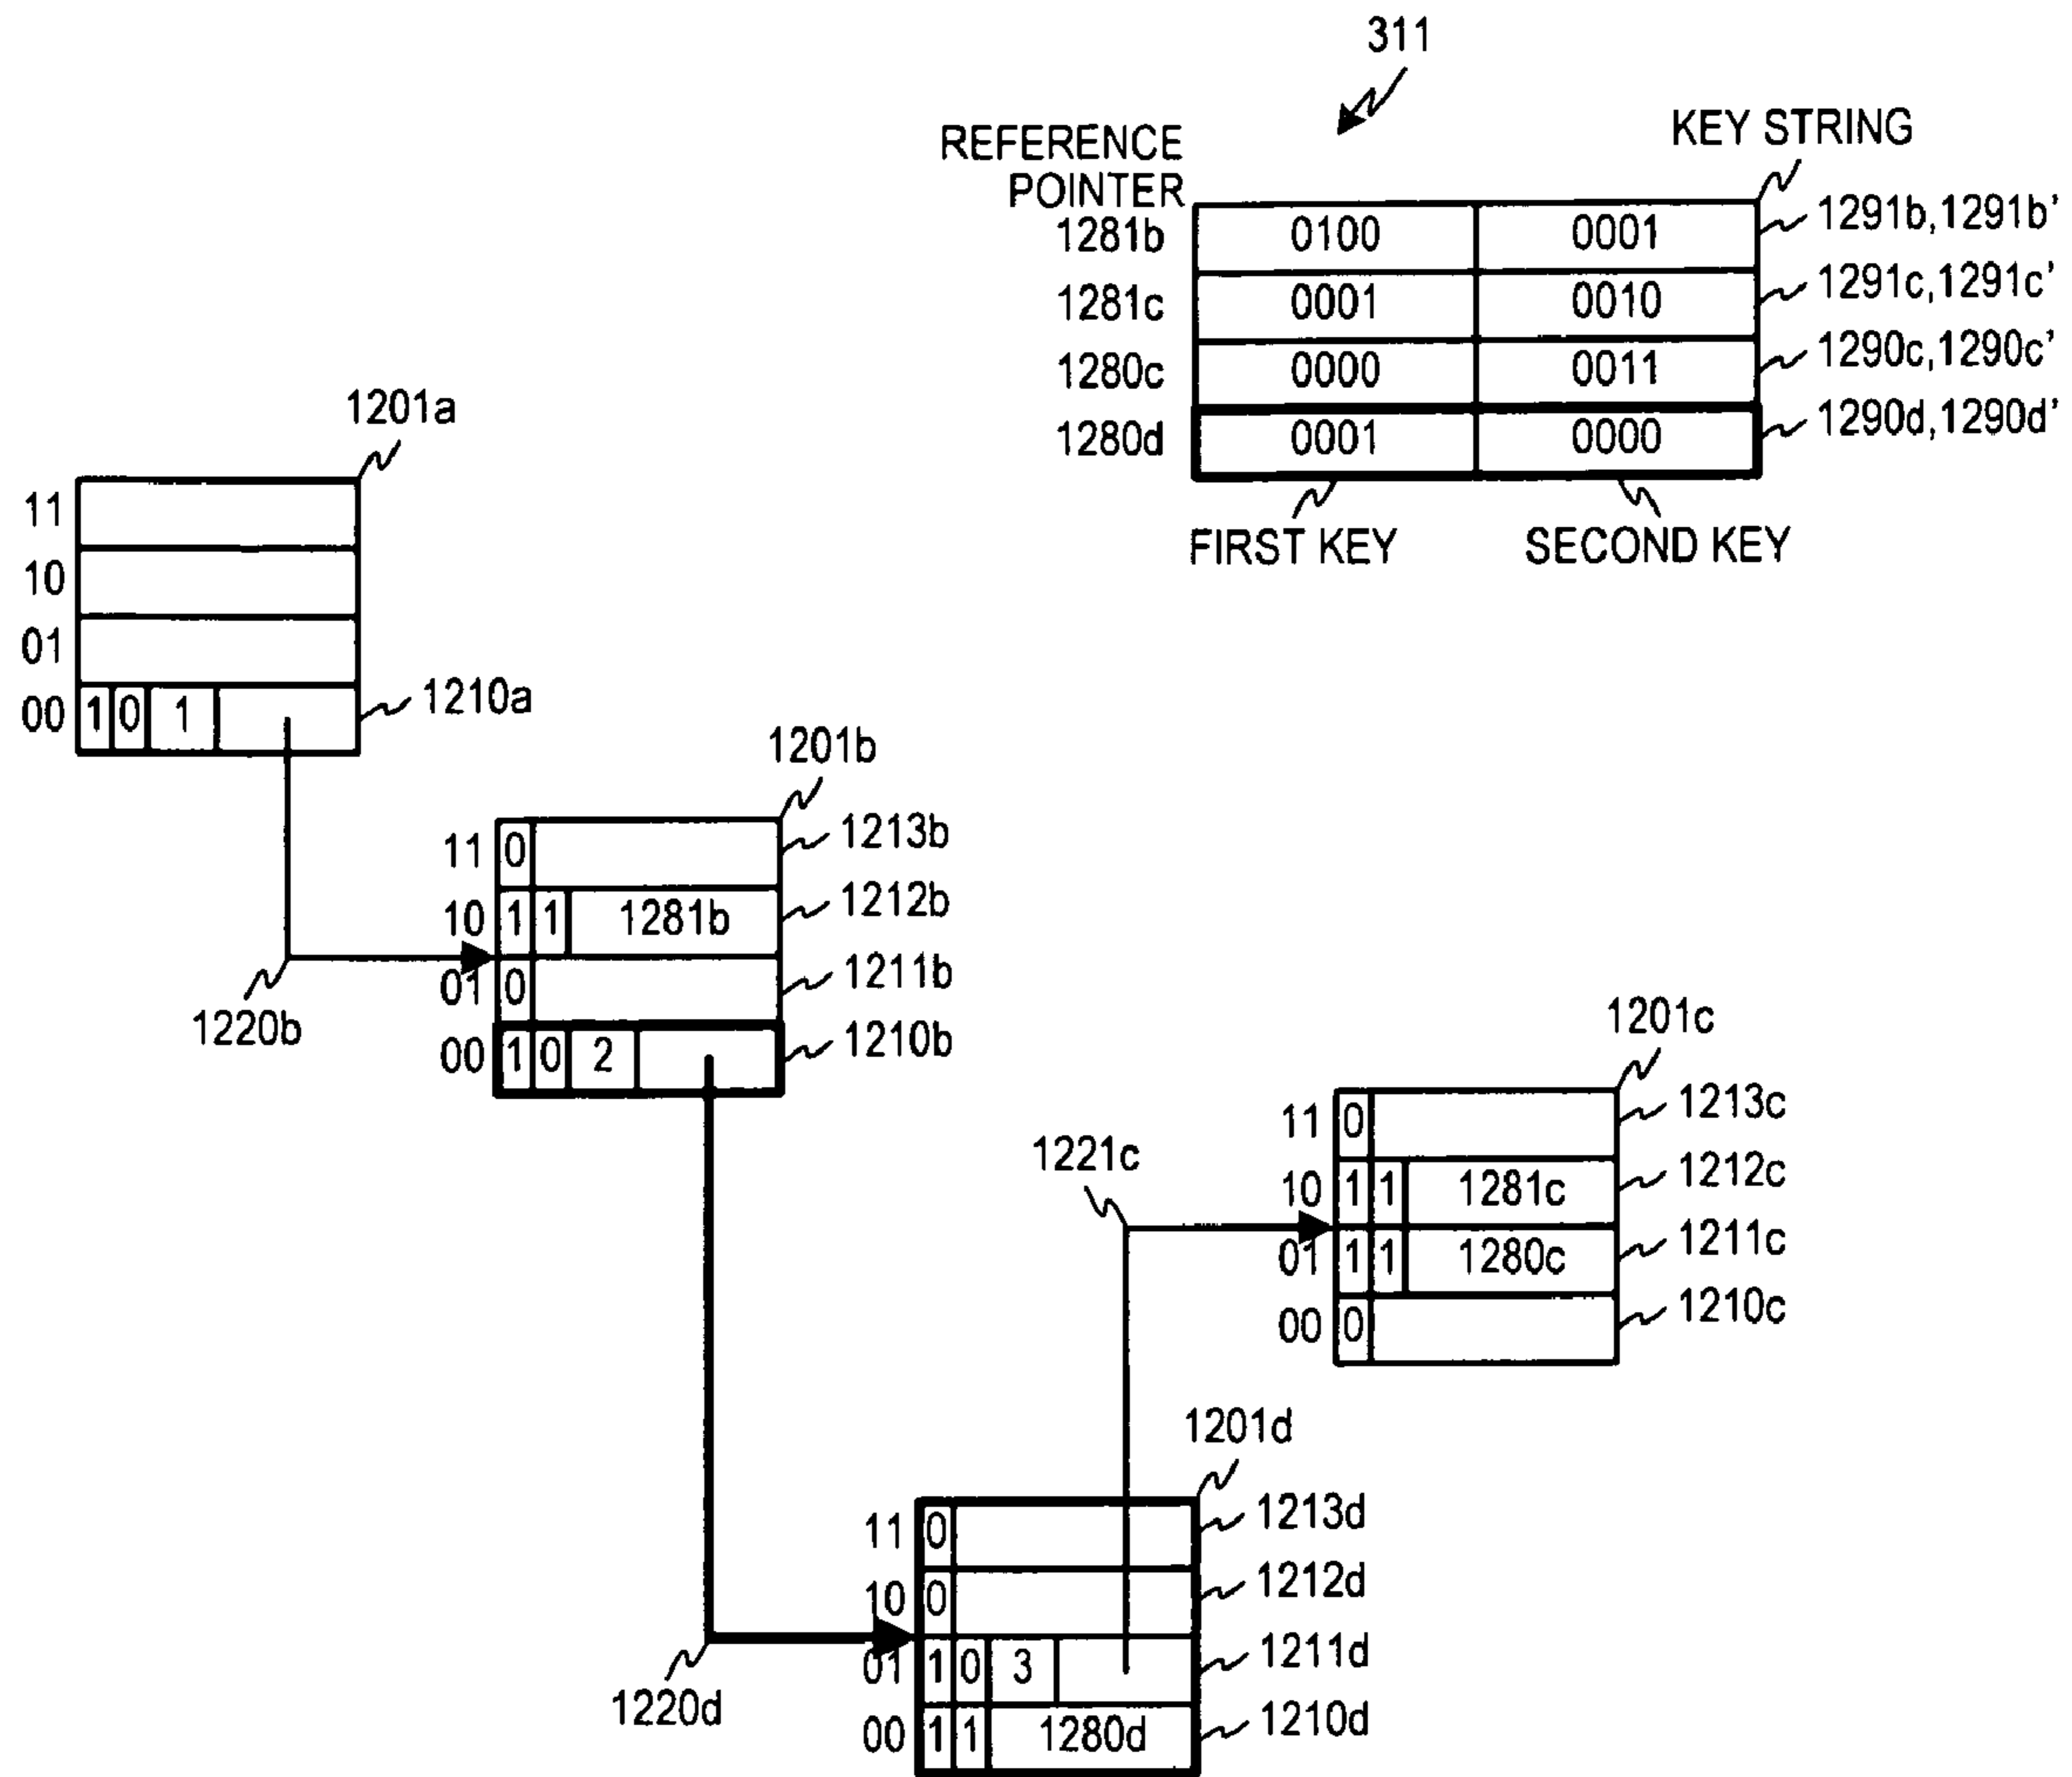 311
REFERENCE POINTER
KEY STRING
1281b 0100 0001 1291b,1291b'
1281c 0001 0010 1291c,1291c'
1280c 0000 0011 1290c,1290c'
1280d 0001 0000 1290d,1290d'
FIRST KEY SECOND KEY
1201a
11
10
01
00 1 0 1 1210a
1220b
1201b
11 0 1213b
10 1 1 1281b 1212b
01 0 1211b
00 1 0 2 1210b
1220d
1221c
1201c
11 0 1213c
10 1 1 1281c 1212c
01 1 1 1280c 1211c
00 0 1210c
1201d
11 0 1213d
10 0 1212d
01 1 0 3 1211d
00 1 1 1280d 1210d